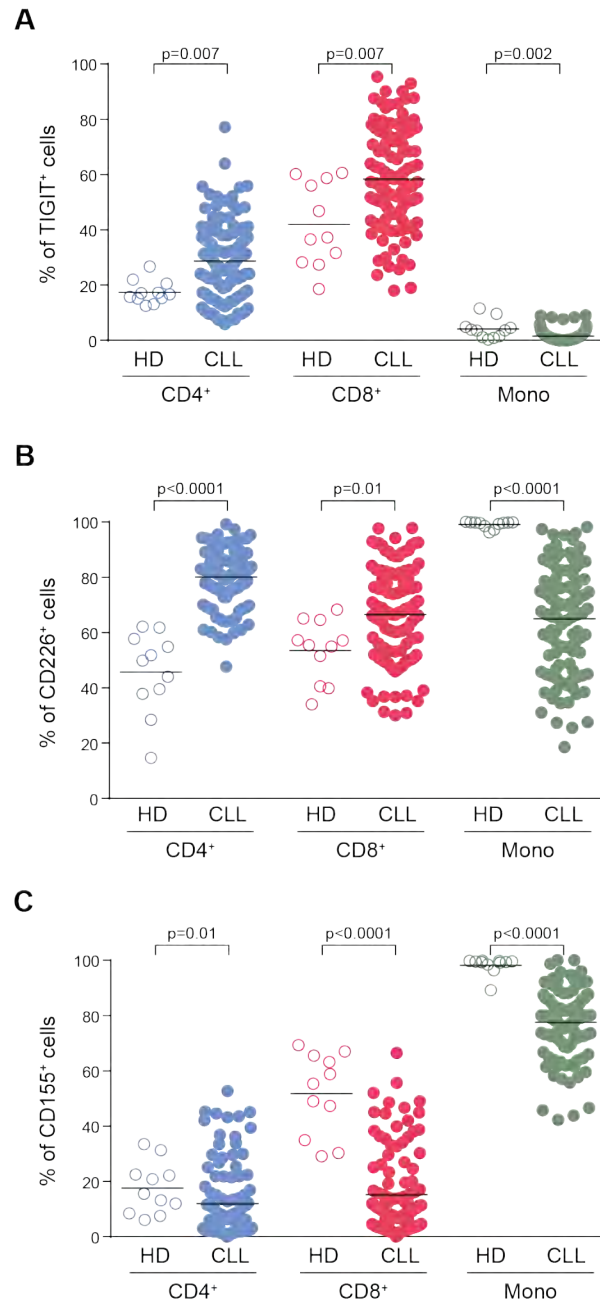 A
p=0.007
p=0.007
p=0.002
% of TIGIT⁺ cells
100
80
60
40
20
0
HD CLL HD CLL HD CLL
CD4⁺ CD8⁺ Mono
B
p<0.0001
p=0.01
p<0.0001
% of CD226⁺ cells
100
80
60
40
20
0
HD CLL HD CLL HD CLL
CD4⁺ CD8⁺ Mono
C
p=0.01
p<0.0001
p<0.0001
% of CD155⁺ cells
100
80
60
40
20
0
HD CLL HD CLL HD CLL
CD4⁺ CD8⁺ Mono